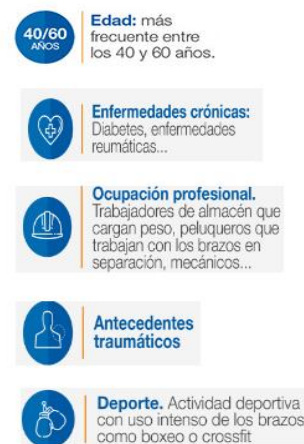 40/60
AÑOS
Edad: más
frecuente entre
los 40 y 60 años.
Enfermedades crónicas:
Diabetes, enfermedades
reumáticas...
Ocupación profesional.
Trabajadores de almacén que
cargan peso, peluqueros que
trabajan con los brazos en
separación, mecánicos...
Antecedentes
traumáticos
Deporte. Actividad deportiva
con uso intenso de los brazos
como boxeo o crossfit